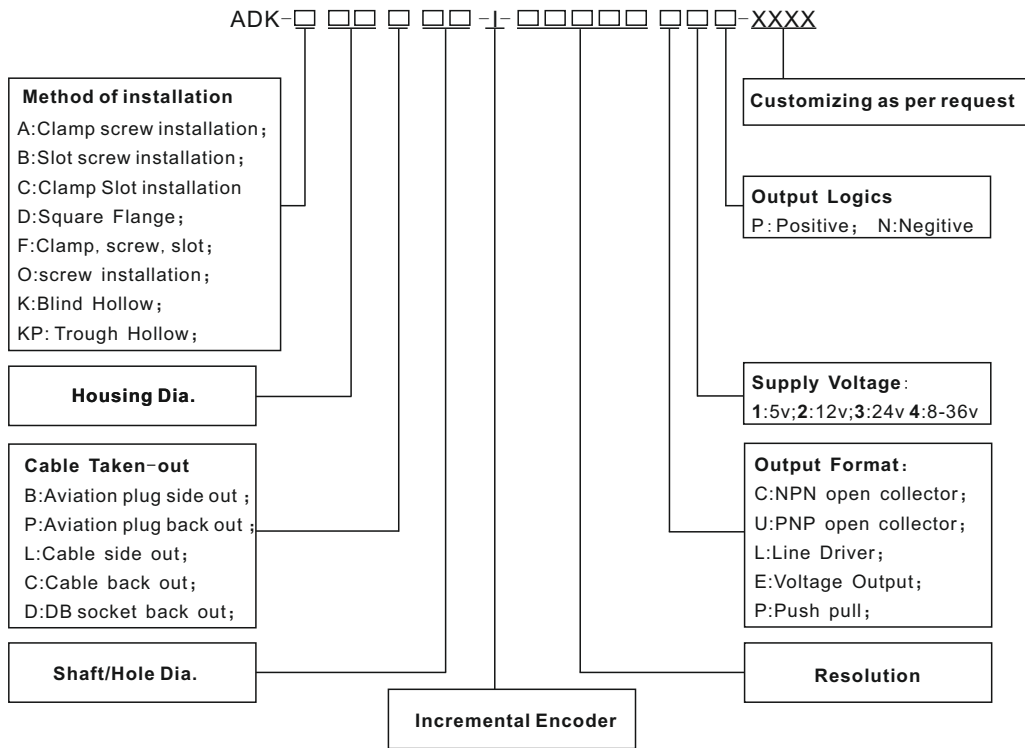 ADK-□ □□ □ □□ -I- □□□□□ □ □ □-XXXX
Method of installation
A:Clamp screw installation;
B:Slot screw installation;
C:Clamp Slot installation
D:Square Flange;
F:Clamp, screw, slot;
O:screw installation;
K:Blind Hollow;
KP: Trough Hollow;
Housing Dia.
Cable Taken-out
B:Aviation plug side out ;
P:Aviation plug back out ;
L:Cable side out;
C:Cable back out;
D:DB socket back out;
Shaft/Hole Dia.
Incremental Encoder
Customizing as per request
Output Logics
P: Positive; N:Negitive
Supply Voltage:
1:5v;2:12v;3:24v 4:8-36v
Output Format:
C:NPN open collector;
U:PNP open collector;
L:Line Driver;
E:Voltage Output;
P:Push pull;
Resolution